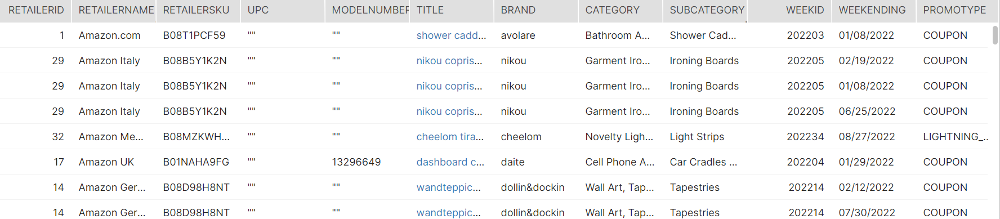 RETAILERID RETAILERNAME RETAILERSKU UPC MODELNUMBER TITLE BRAND CATEGORY SUBCATEGORY WEEKID WEEKENDING PROMOTYPE
1 Amazon.com B08T1PCF59 "" "" shower cadd... avolare Bathroom A... Shower Cad... 202203 01/08/2022 COUPON
29 Amazon Italy B08B5Y1K2N "" "" nikou copris... nikou Garment Iro... Ironing Boards 202205 02/19/2022 COUPON
29 Amazon Italy B08B5Y1K2N "" "" nikou copris... nikou Garment Iro... Ironing Boards 202205 01/08/2022 COUPON
29 Amazon Italy B08B5Y1K2N "" "" nikou copris... nikou Garment Iro... Ironing Boards 202205 06/25/2022 COUPON
32 Amazon Me... B08MZKWH... "" "" cheelom tira... cheelom Novelty Ligh... Light Strips 202234 08/27/2022 LIGHTNING_...
17 Amazon UK B01NAHA9FG "" 13296649 dashboard c... daite Cell Phone A... Car Cradles ... 202204 01/29/2022 COUPON
14 Amazon Ger... B08D98H8NT "" "" wandteppic... dollin&dockin Wall Art, Tap... Tapestries 202214 02/12/2022 COUPON
14 Amazon Ger... B08D98H8NT "" "" wandteppic... dollin&dockin Wall Art, Tap... Tapestries 202214 07/30/2022 COUPON